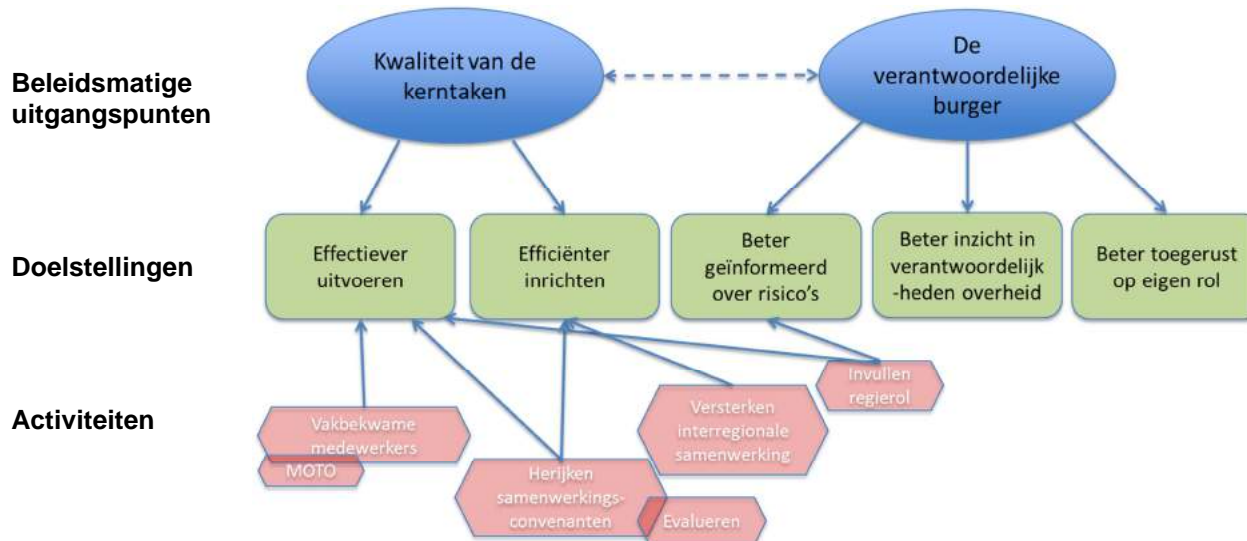 Beleidsmatige
uitgangspunten
Kwaliteit van de
kerntaken
De
verantwoordelijke
burger
Doelstellingen
Effectiever
uitvoeren
Efficiënter
inrichten
Beter
geïnformeerd
over risico's
Beter inzicht in
verantwoordelijk
-heden overheid
Beter toegerust
op eigen rol
Activiteiten
Vakbekwame
medewerkers
MOTO
Herijken
samenwerkings-
convenanten
Evalueren
Versterken
interregionale
samenwerking
Invullen
regierol